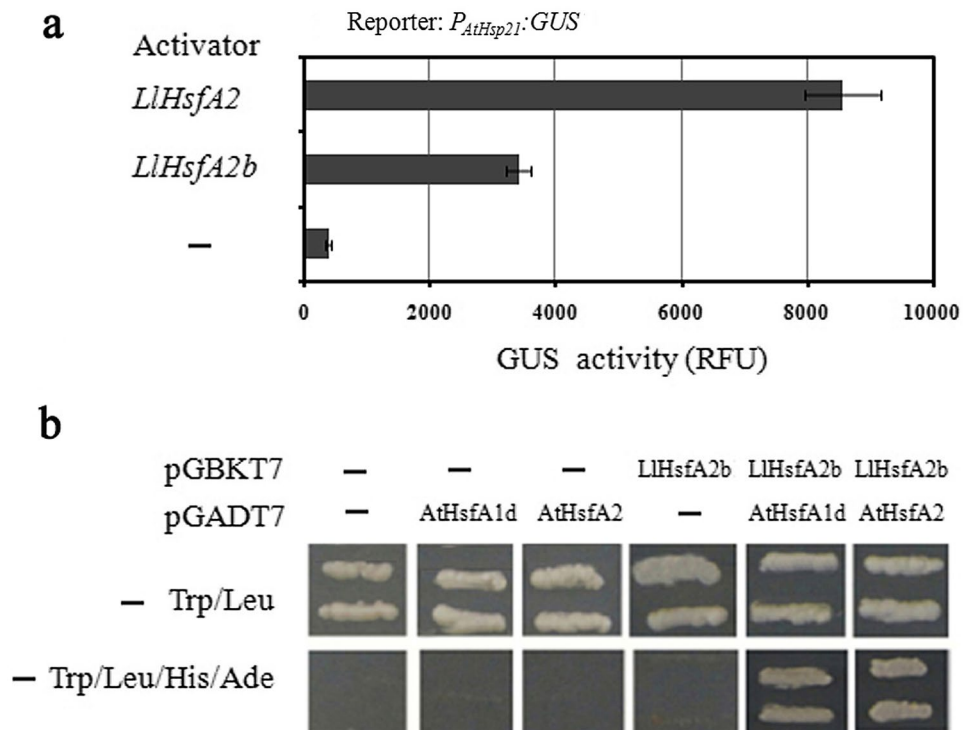 a
Reporter: P_AtHsp21:GUS
Activator
LlHsfA2
LlHsfA2b
–
0 2000 4000 6000 8000 10000
GUS activity (RFU)
b
pGBKT7 – – – LlHsfA2b LlHsfA2b LlHsfA2b
pGADT7 – AtHsfA1d AtHsfA2 – AtHsfA1d AtHsfA2
– Trp/Leu
– Trp/Leu/His/Ade